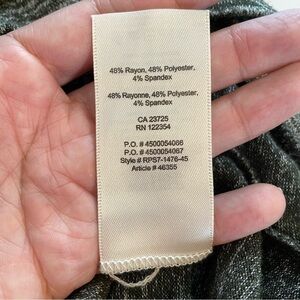 48% Rayon, 48% Polyester,
4% Spandex
48% Rayonne, 48% Polyester,
4% Spandex
CA 23725
RN 122354
P.O. # 4500054066
P.O. # 4500054067
Style # RPS7-1476-45
Article # 46355